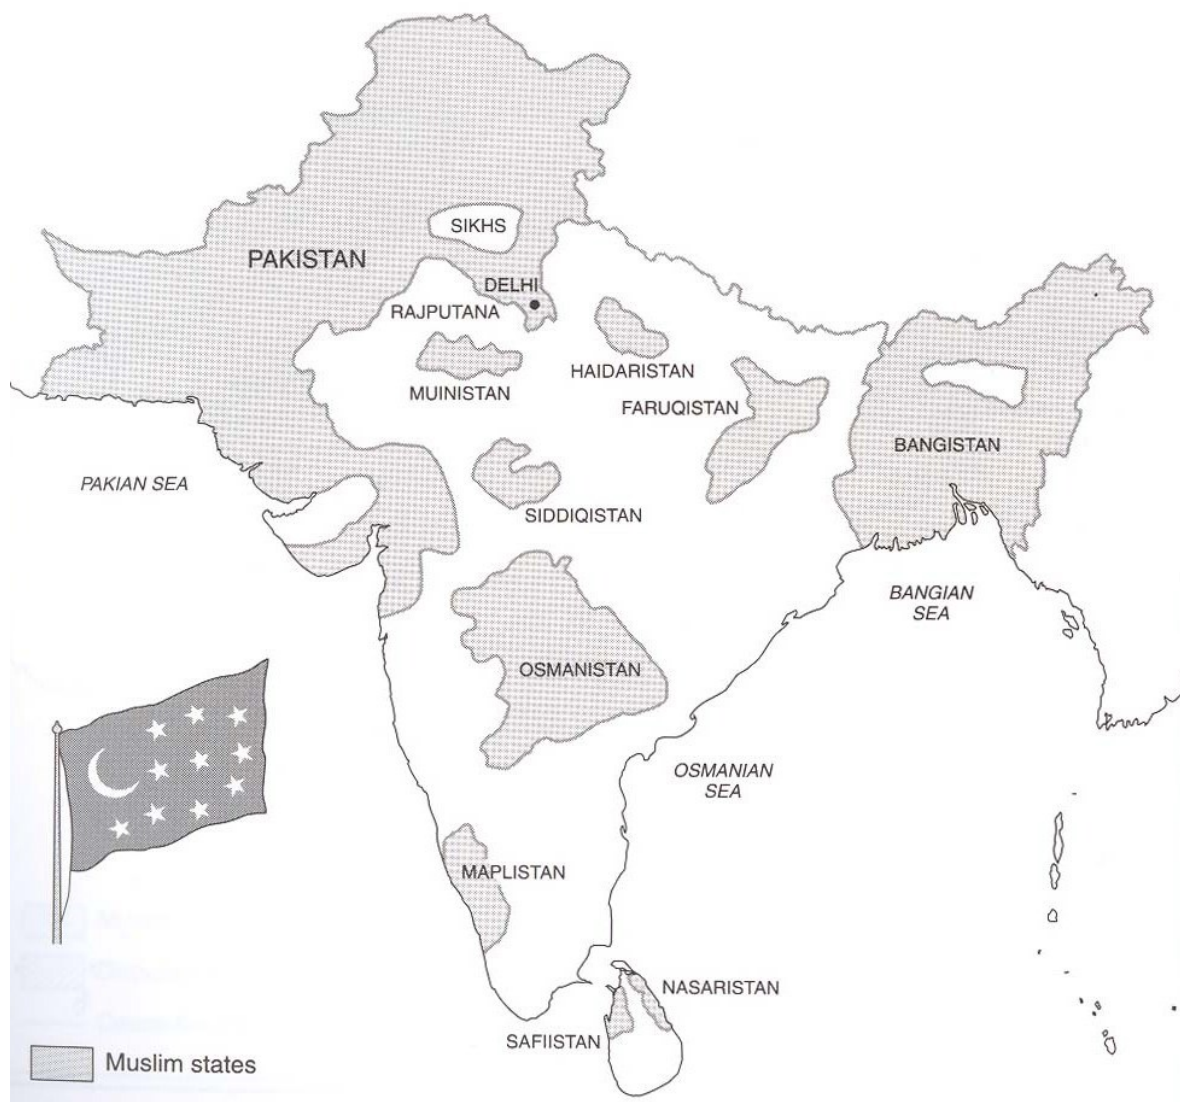 SIKHS
PAKISTAN
DELHI
RAJPUTANA
HAIDARISTAN
MUINISTAN
FARUQISTAN
BANGISTAN
PAKIAN SEA
SIDDIQISTAN
BANGIAN
SEA
OSMANISTAN
OSMANIAN
SEA
MAPLISTAN
NASARISTAN
SAFIISTAN
Muslim states